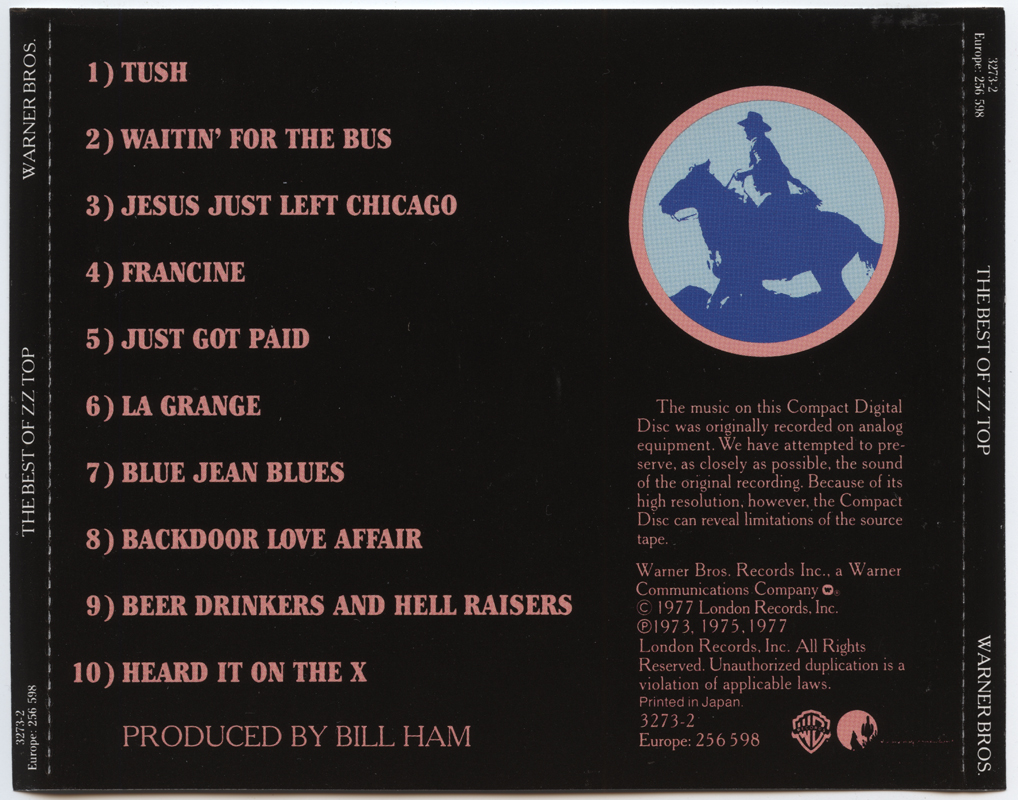 1) TUSH
2) WAITIN' FOR THE BUS
3) JESUS JUST LEFT CHICAGO
4) FRANCINE
5) JUST GOT PAID
6) LA GRANGE
7) BLUE JEAN BLUES
8) BACKDOOR LOVE AFFAIR
9) BEER DRINKERS AND HELL RAISERS
10) HEARD IT ON THE X
PRODUCED BY BILL HAM
The music on this Compact Digital
Disc was originally recorded on analog
equipment. We have attempted to pre-
serve, as closely as possible, the sound
of the original recording. Because of its
high resolution, however, the Compact
Disc can reveal limitations of the source
tape.
Warner Bros. Records Inc., a Warner
Communications Company
© 1977 London Records, Inc.
℗1973, 1975, 1977
London Records, Inc. All Rights
Reserved. Unauthorized duplication is a
violation of applicable laws.
Printed in Japan.
3273-2
Europe: 256 598
WARNER BROS.
THE BEST OF ZZ TOP
3273-2
Europe: 256 598
3273-2
Europe: 256 598
THE BEST OF ZZ TOP
WARNER BROS.